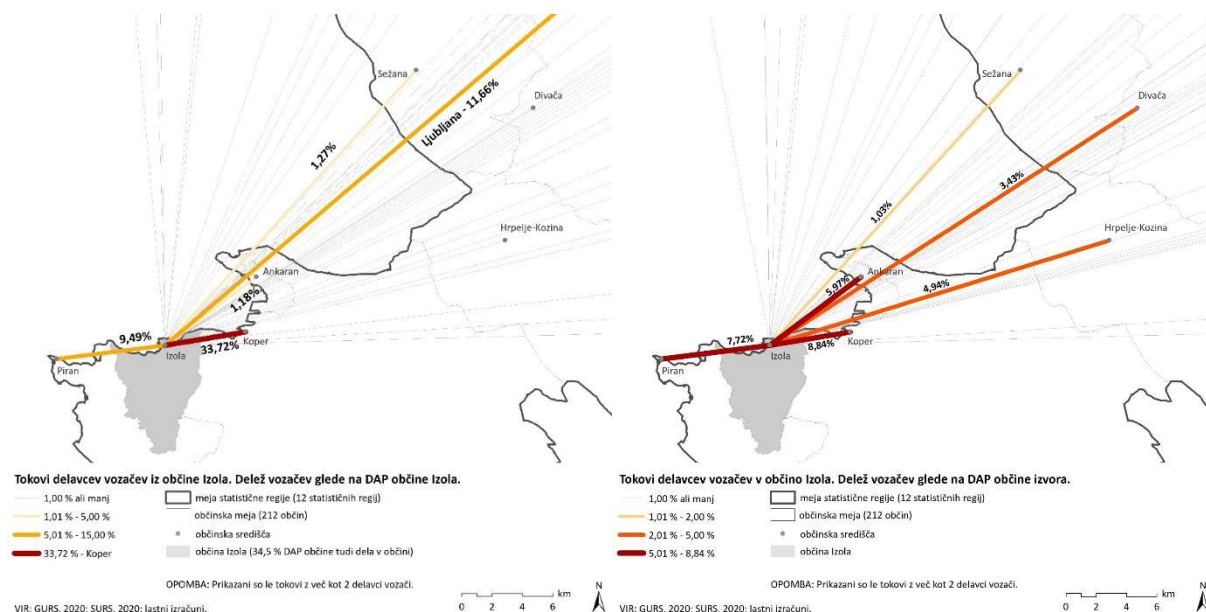 Sežana
Divača
Ljubljana - 11,66%
1,27%
Hrpelje-Kozina
Ankaran
1,18%
9,49%
Koper
33,72%
Izola
Piran
Tokovi delavcev vozačev iz občine Izola. Delež vozačev glede na DAP občine Izola.
1,00 % ali manj
1,01 % - 5,00 %
5,01 % - 15,00 %
33,72 % - Koper
meja statistične regije (12 statističnih regij)
občinska meja (212 občin)
občinska središča
občina Izola (34,5 % DAP občine tudi dela v občini)
OPOMBA: Prikazani so le tokovi z več kot 2 delavci vozači.
VIR: GURS, 2020; SURS, 2020; lastni izračuni.
0 2 4 6 km
N
Sežana
Divača
3,43%
1,03%
Hrpelje-Kozina
Ankaran
5,97%
4,94%
7,72%
Koper
8,84%
Izola
Piran
Tokovi delavcev vozačev v občino Izola. Delež vozačev glede na DAP občine izvora.
1,00 % ali manj
1,01 % - 2,00 %
2,01 % - 5,00 %
5,01 % - 8,84 %
meja statistične regije (12 statističnih regij)
občinska meja (212 občin)
občinska središča
občina Izola
OPOMBA: Prikazani so le tokovi z več kot 2 delavci vozači.
VIR: GURS, 2020; SURS, 2020; lastni izračuni.
0 2 4 6 km
N